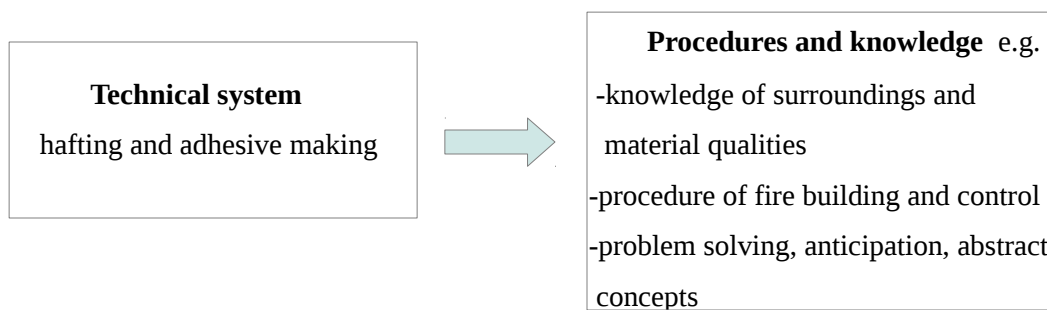 Technical system
hafting and adhesive making
Procedures and knowledge e.g.
-knowledge of surroundings and
material qualities
-procedure of fire building and control
-problem solving, anticipation, abstract
concepts